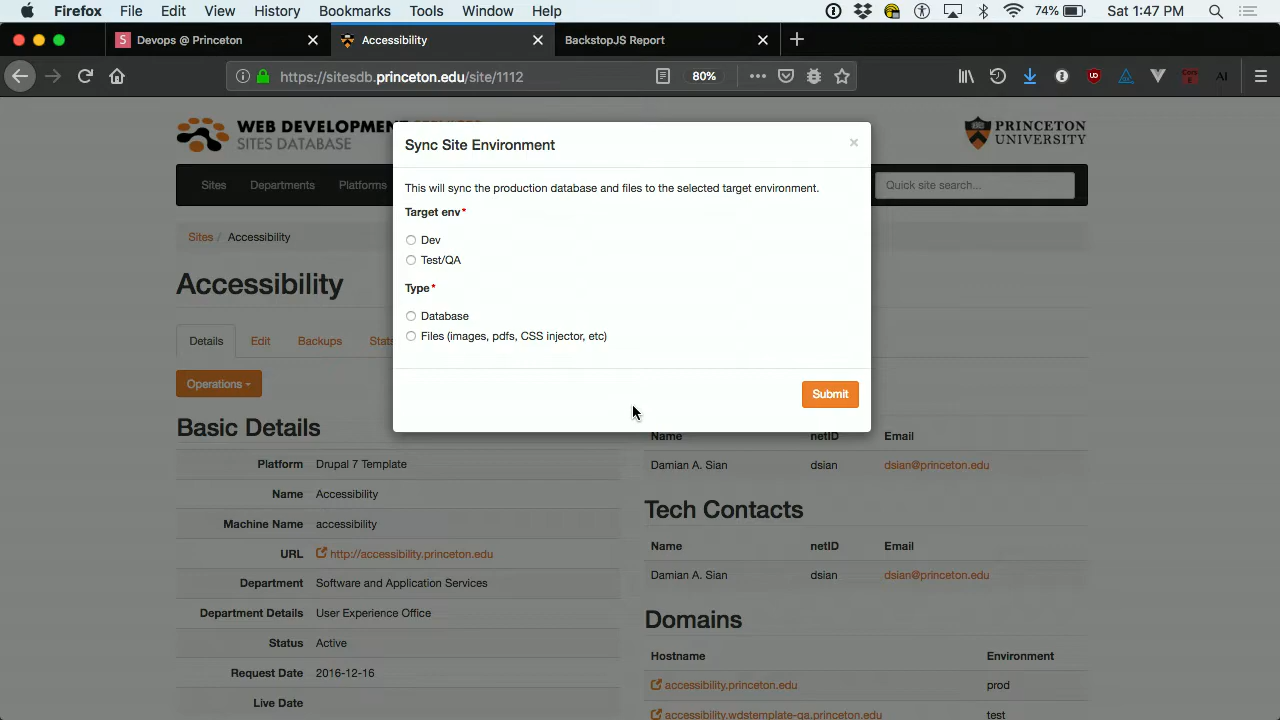 Firefox File Edit View History Bookmarks Tools Window Help 74% Sat 1:47 PM
Devops @ Princeton Accessibility BackstopJS Report
https://sitesdb.princeton.edu/site/1112 80%
WEB DEVELOPMENT
SITES DATABASE
PRINCETON
UNIVERSITY
Sites Departments Platforms Quick site search...
Sites / Accessibility
Accessibility
Details Edit Backups Stat
Operations
Sync Site Environment ×
This will sync the production database and files to the selected target environment.
Target env*
Dev
Test/QA
Type*
Database
Files (images, pdfs, CSS injector, etc)
Submit
Basic Details
Platform Drupal 7 Template
Name Accessibility
Machine Name accessibility
URL http://accessibility.princeton.edu
Department Software and Application Services
Department Details User Experience Office
Status Active
Request Date 2016-12-16
Live Date
Name netID Email
Damian A. Sian dsian dsian@princeton.edu
Tech Contacts
Name netID Email
Damian A. Sian dsian dsian@princeton.edu
Domains
Hostname Environment
accessibility.princeton.edu prod
accessibility.wdstemplate-qa.princeton.edu test